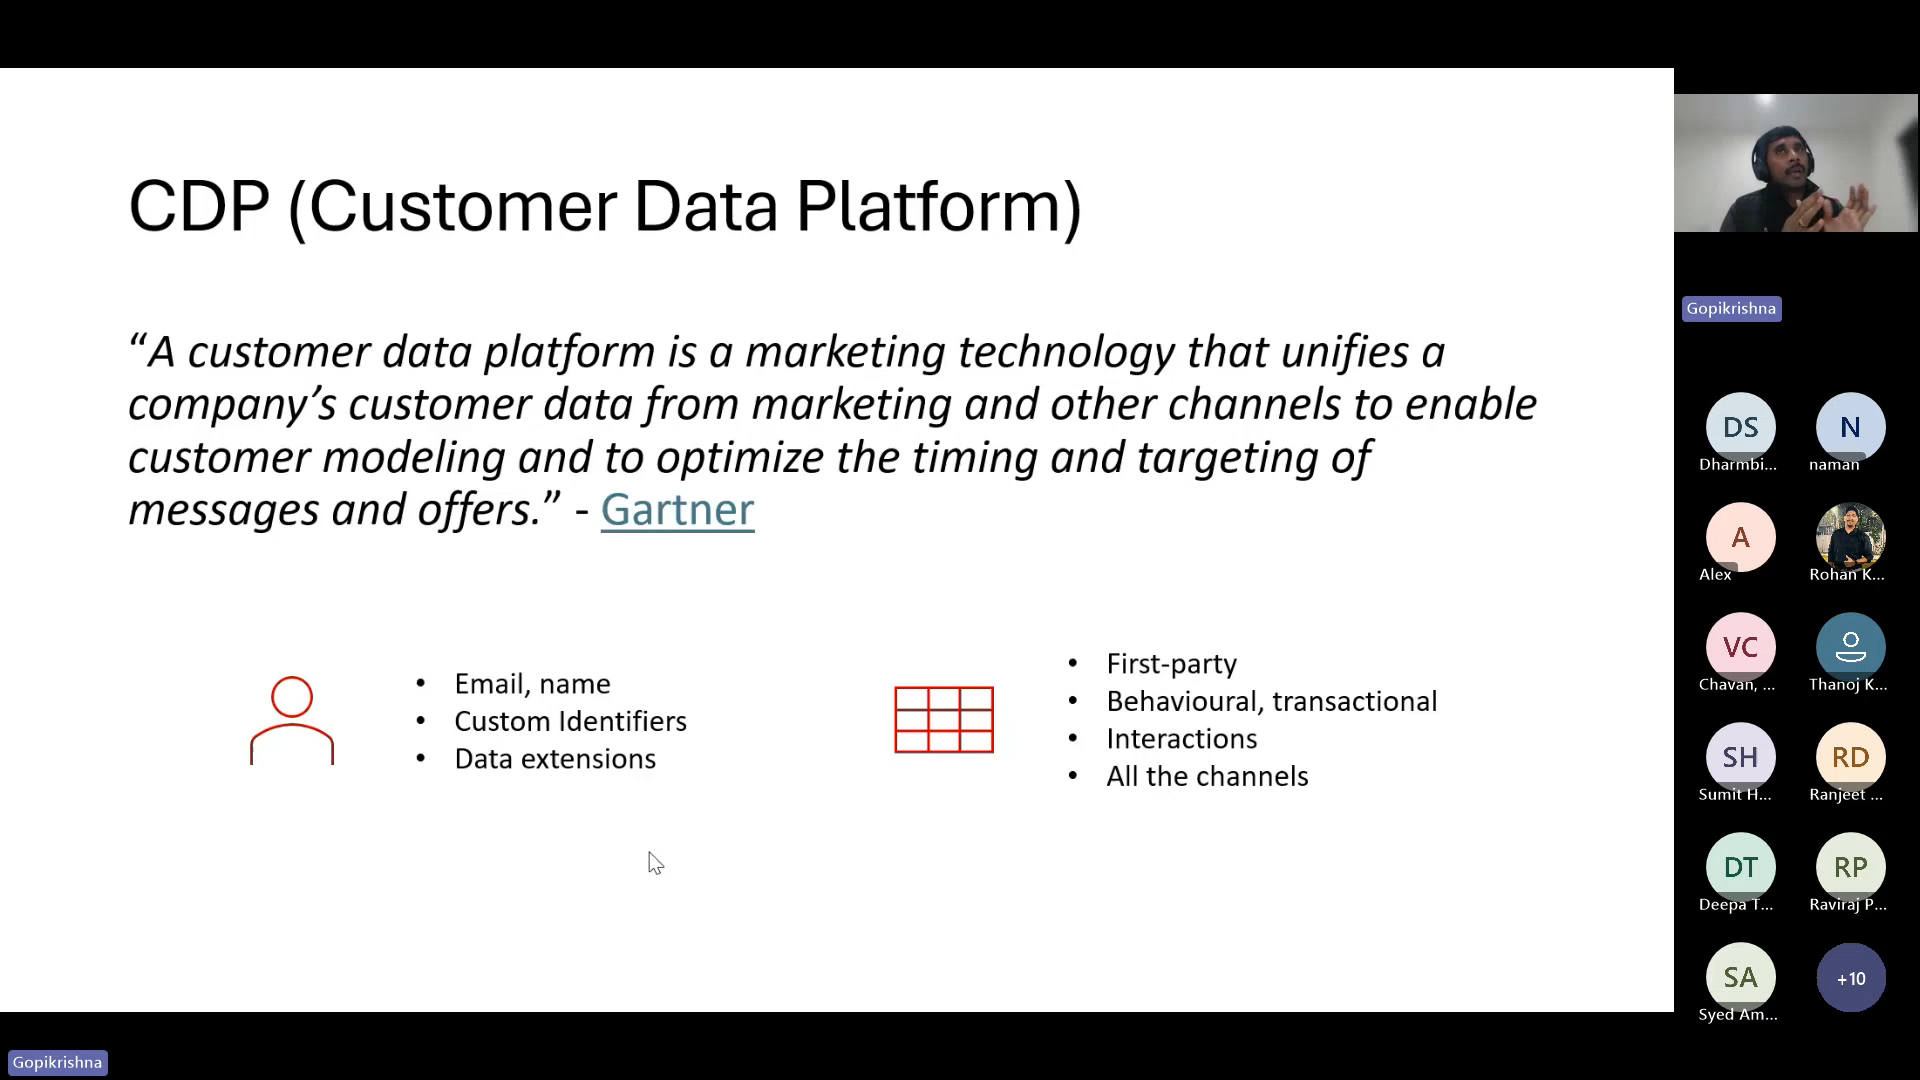 CDP (Customer Data Platform)
“A customer data platform is a marketing technology that unifies a
company’s customer data from marketing and other channels to enable
customer modeling and to optimize the timing and targeting of
messages and offers.” - Gartner
• Email, name
• Custom Identifiers
• Data extensions
• First-party
• Behavioural, transactional
• Interactions
• All the channels
Gopikrishna
DS
Dharmbi...
N
naman
A
Alex
Rohan K...
VC
Chavan, ...
Thanoj K...
SH
Sumit H...
RD
Ranjeet ...
DT
Deepa T...
RP
Raviraj P...
SA
Syed Am...
+10
Gopikrishna